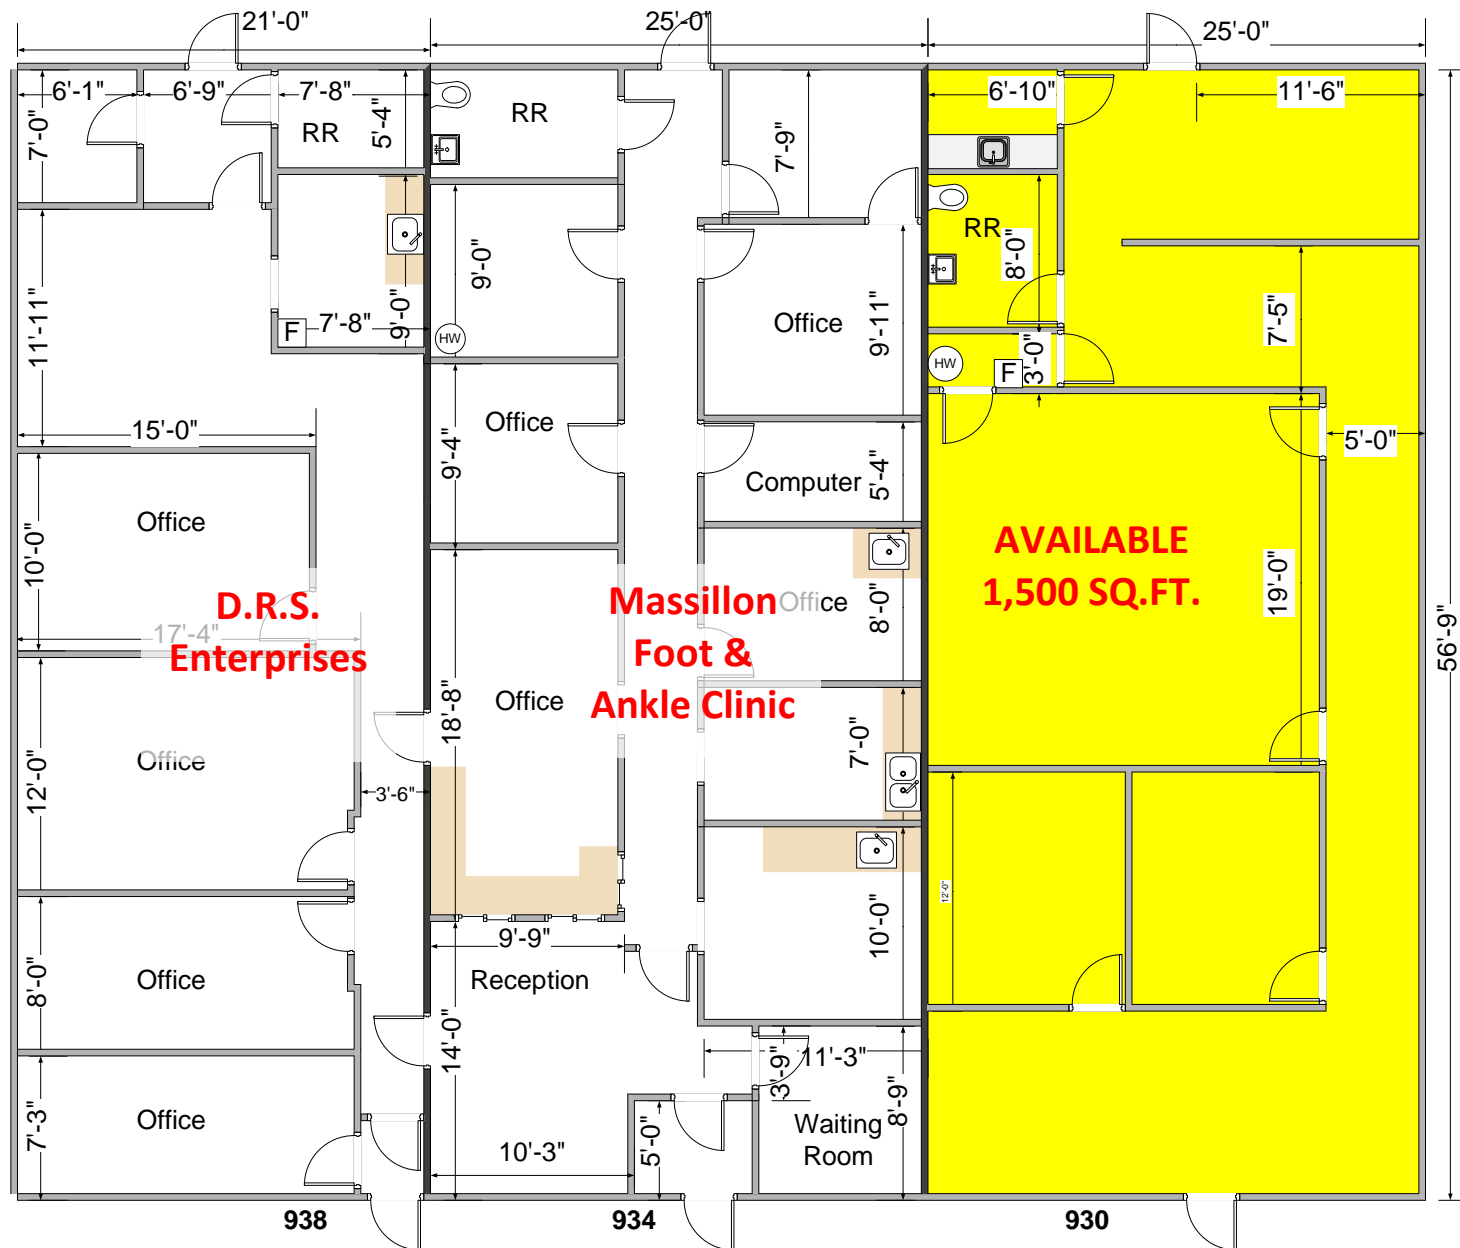 21'-0"
25'-0"
25'-0"
6'-1"
6'-9"
7'-8"
6'-10"
11'-6"
7'-0"
RR
5'-4"
RR
7'-9"
RR
8'-0"
9'-0"
9'-0"
7'-8"
F
HW
11'-11"
Office
9'-11"
7'-5"
HW
F
3'-0"
15'-0"
Office
9'-4"
Computer
5'-4"
5'-0"
Office
10'-0"
17'-4"
D.R.S.
Enterprises
Massillon
Foot &
Ankle Clinic
Office
8'-0"
AVAILABLE
1,500 SQ.FT.
19'-0"
56'-9"
Office
12'-0"
3'-6"
Office
18'-8"
7'-0"
12'-0"
9'-9"
Reception
10'-0"
Office
8'-0"
14'-0"
11'-3"
3'-9"
8'-9"
Office
7'-3"
10'-3"
5'-0"
Waiting
Room
938
934
930